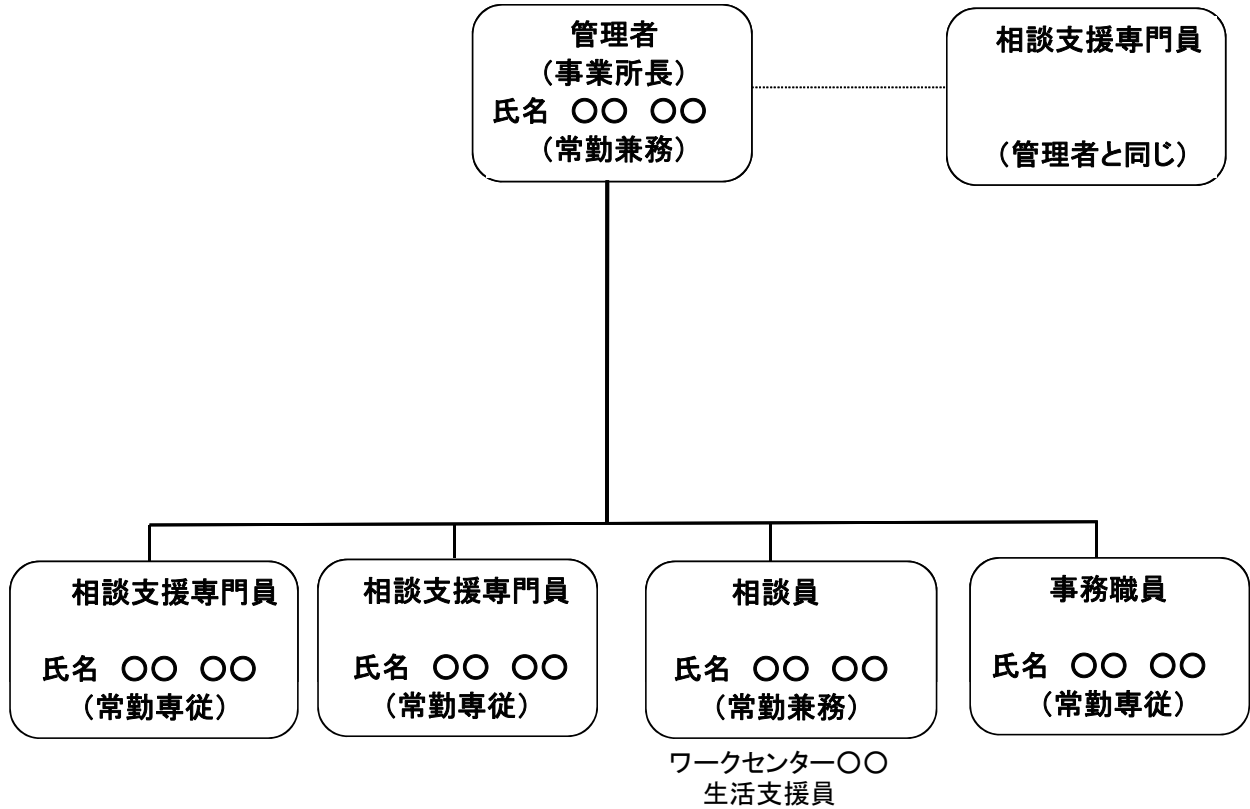 管理者
（事業所長）
氏名 〇〇 〇〇
（常勤兼務）
相談支援専門員
（管理者と同じ）
相談支援専門員
氏名 〇〇 〇〇
（常勤専従）
相談支援専門員
氏名 〇〇 〇〇
（常勤専従）
相談員
氏名 〇〇 〇〇
（常勤兼務）
ワークセンター〇〇
生活支援員
事務職員
氏名 〇〇 〇〇
（常勤専従）